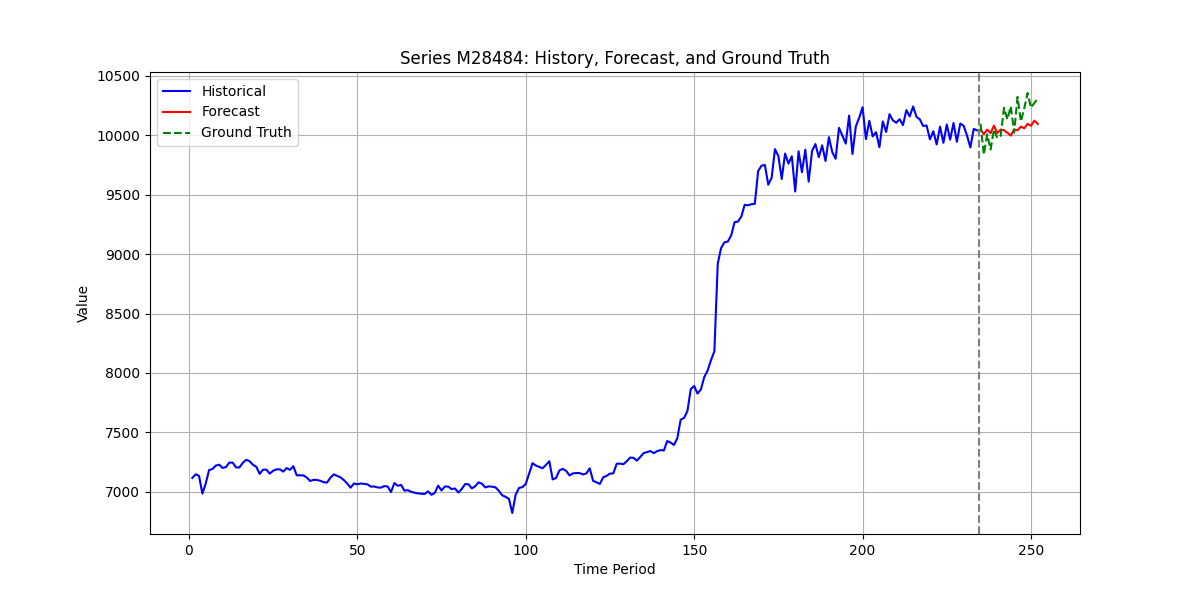 Series M28484: History, Forecast, and Ground Truth
10500
10000
9500
9000
8500
8000
7500
7000
Value
Historical
Forecast
Ground Truth
0
50
100
150
200
250
Time Period